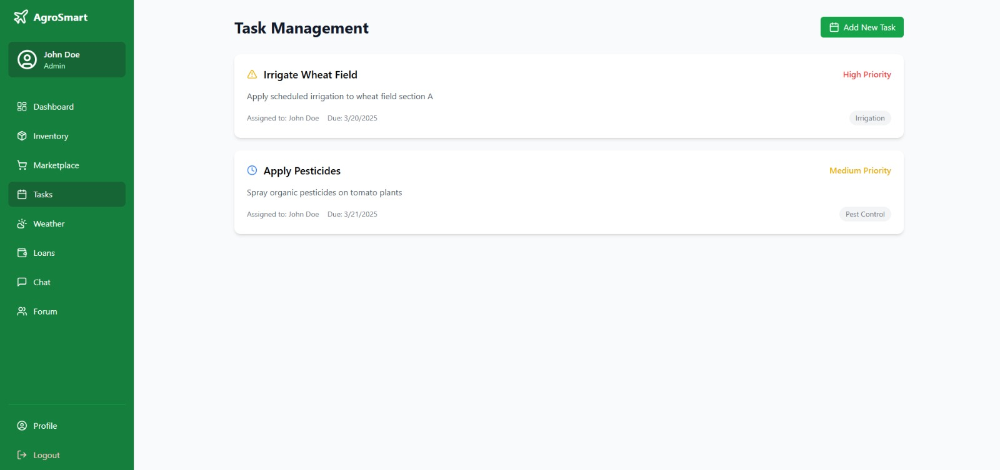 AgroSmart
John Doe
Admin
Dashboard
Inventory
Marketplace
Tasks
Weather
Loans
Chat
Forum
Profile
Logout
Task Management
Add New Task
Irrigate Wheat Field
High Priority
Apply scheduled irrigation to wheat field section A
Assigned to: John Doe Due: 3/20/2025
Irrigation
Apply Pesticides
Medium Priority
Spray organic pesticides on tomato plants
Assigned to: John Doe Due: 3/21/2025
Pest Control